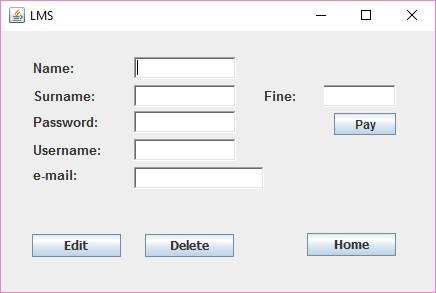 LMS
Name:
Surname: Fine:
Password: Pay
Username:
e-mail:
Edit Delete Home